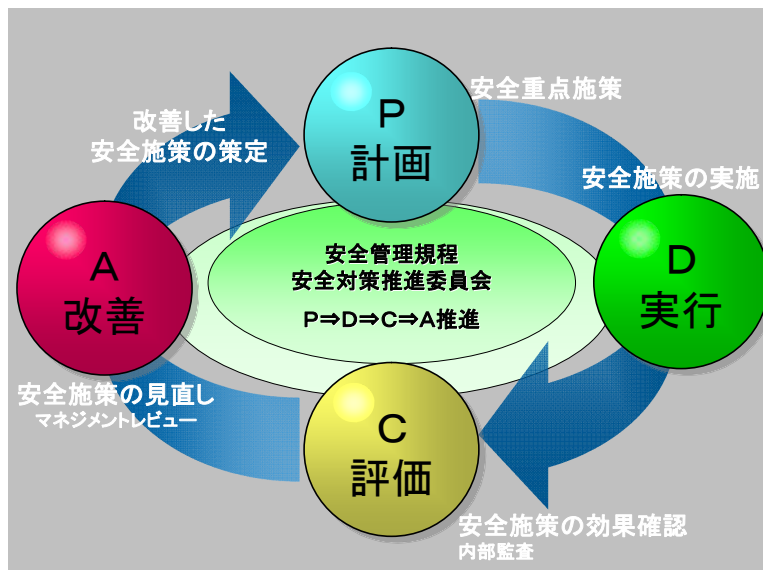 P
計画
安全重点施策
改善した
安全施策の策定
安全施策の実施
A
改善
安全管理規程
安全対策推進委員会
P⇒D⇒C⇒A推進
D
実行
安全施策の見直し
マネジメントレビュー
C
評価
安全施策の効果確認
内部監査